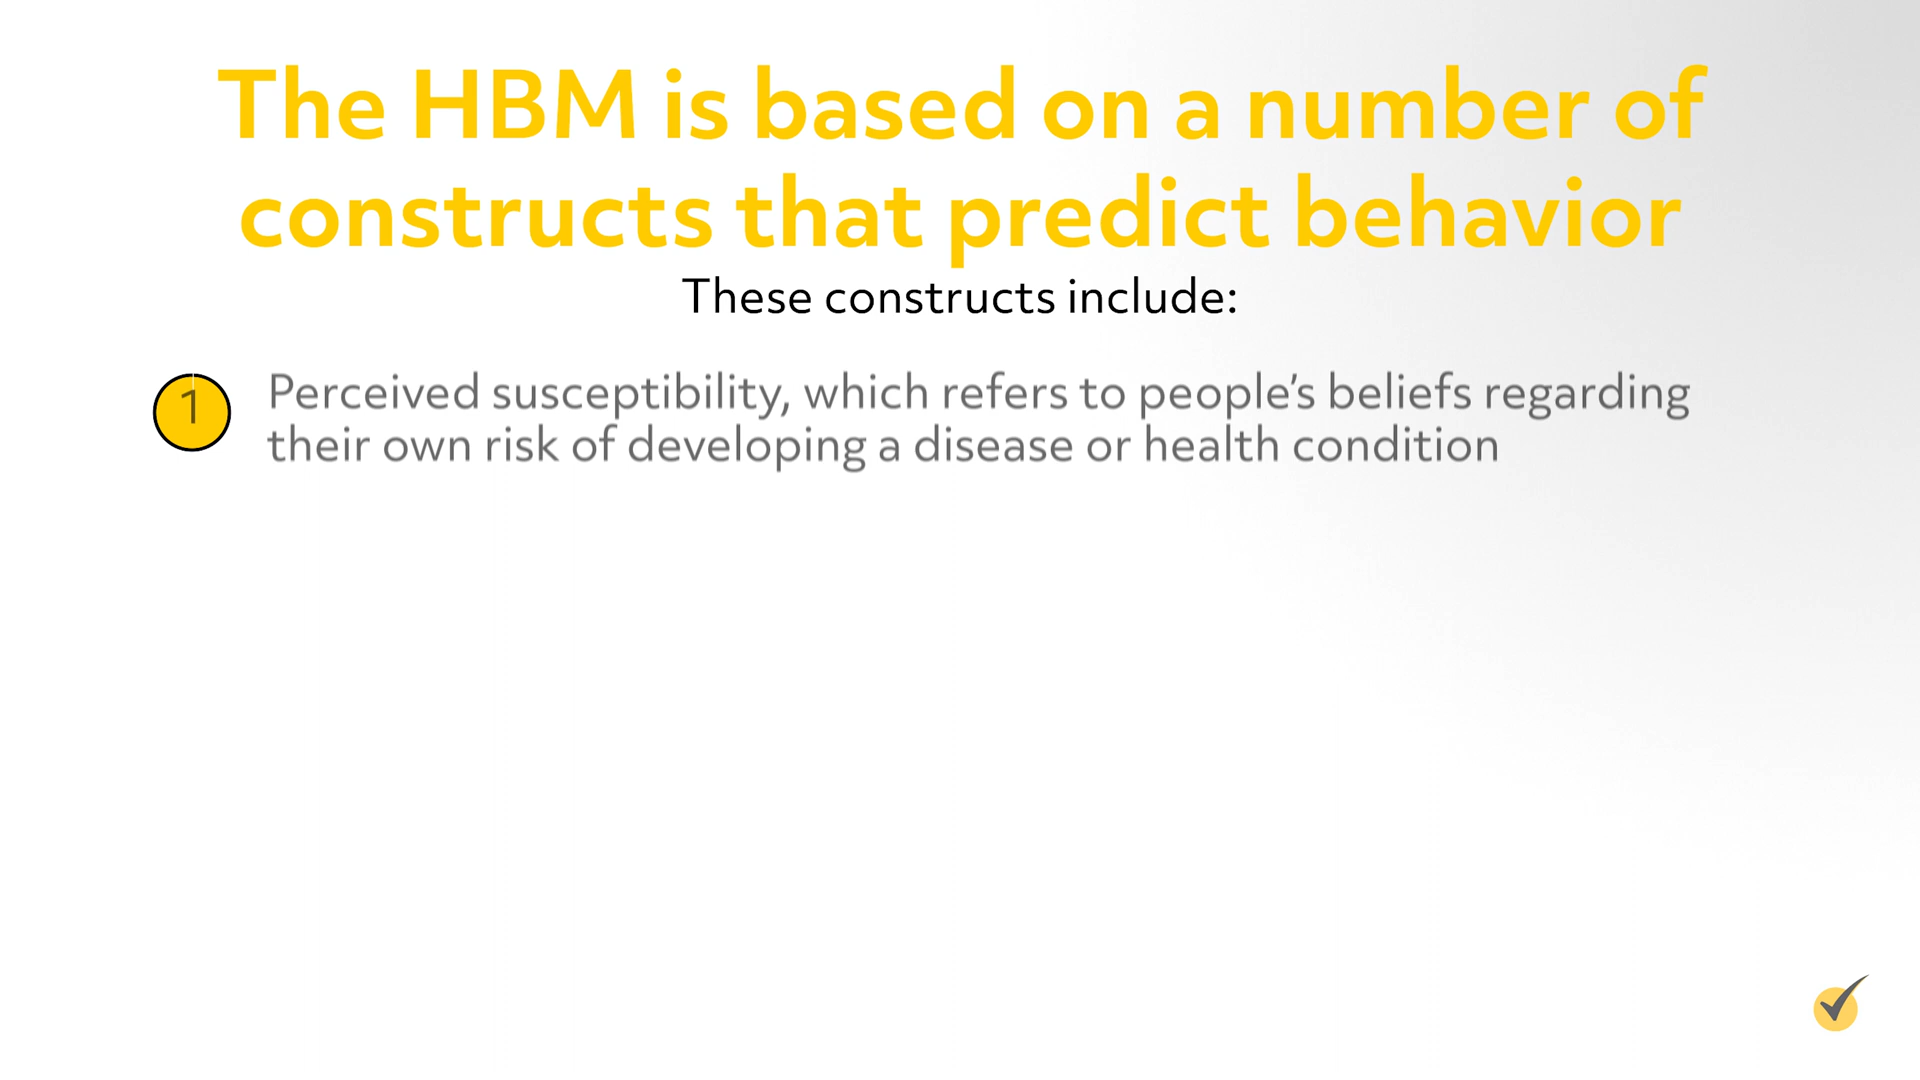 The HBM is based on a number of
constructs that predict behavior
These constructs include:
1
Perceived susceptibility, which refers to people’s beliefs regarding
their own risk of developing a disease or health condition